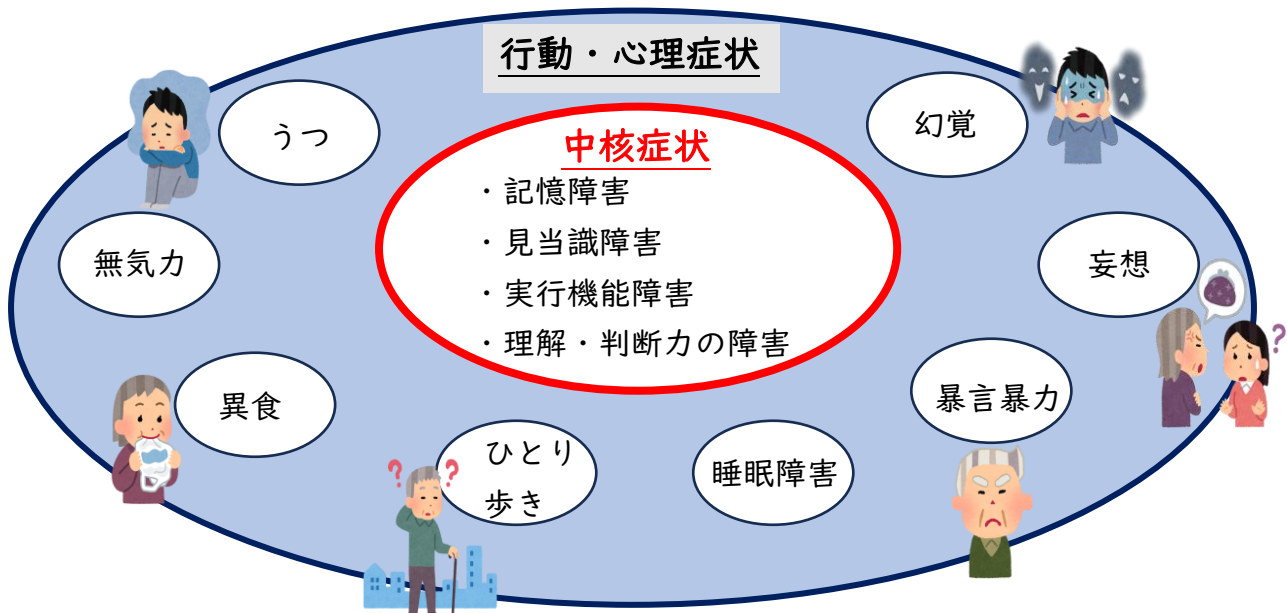 行動・心理症状
中核症状
・記憶障害
・見当識障害
・実行機能障害
・理解・判断力の障害
うつ
幻覚
無気力
妄想
異食
暴言暴力
ひとり
歩き
睡眠障害
?
? ?